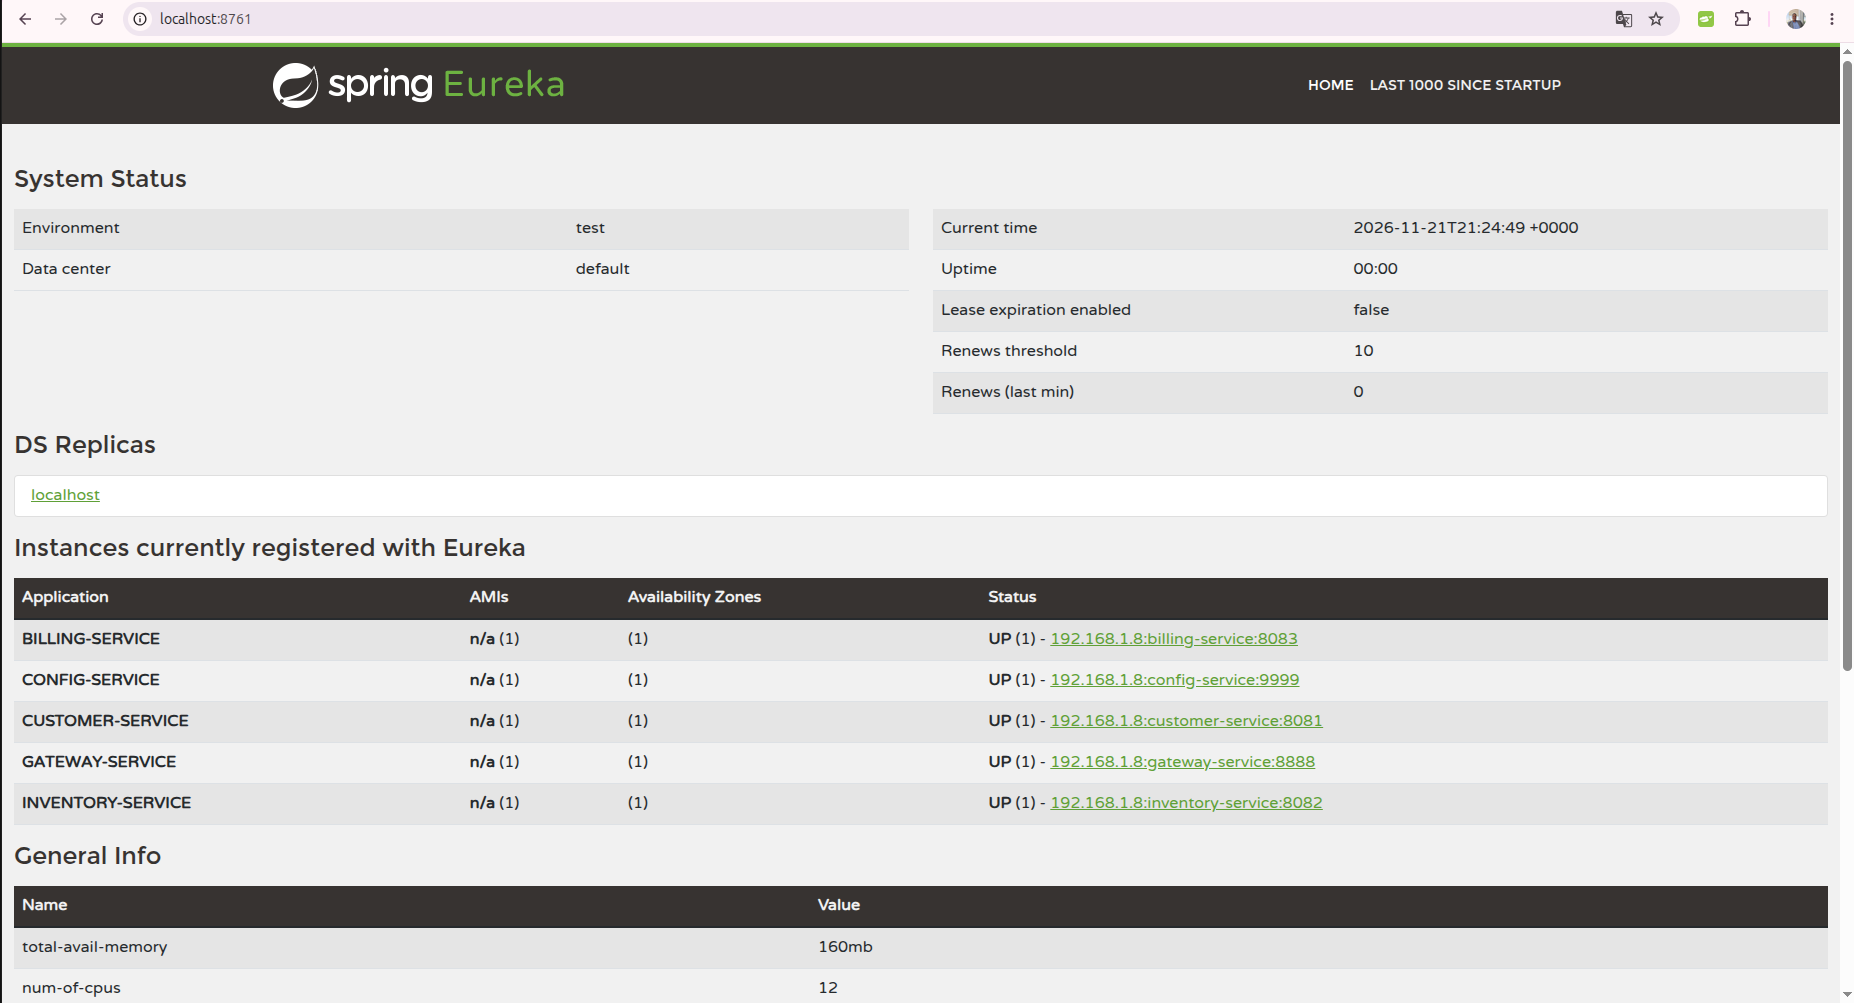 localhost:8761
spring Eureka
HOME LAST 1000 SINCE STARTUP
System Status
Environment test
Data center default
Current time 2026-11-21T21:24:49 +0000
Uptime 00:00
Lease expiration enabled false
Renews threshold 10
Renews (last min) 0
DS Replicas
localhost
Instances currently registered with Eureka
Application AMIs Availability Zones Status
BILLING-SERVICE n/a (1) (1) UP (1) - 192.168.1.8:billing-service:8083
CONFIG-SERVICE n/a (1) (1) UP (1) - 192.168.1.8:config-service:9999
CUSTOMER-SERVICE n/a (1) (1) UP (1) - 192.168.1.8:customer-service:8081
GATEWAY-SERVICE n/a (1) (1) UP (1) - 192.168.1.8:gateway-service:8888
INVENTORY-SERVICE n/a (1) (1) UP (1) - 192.168.1.8:inventory-service:8082
General Info
Name Value
total-avail-memory 160mb
num-of-cpus 12